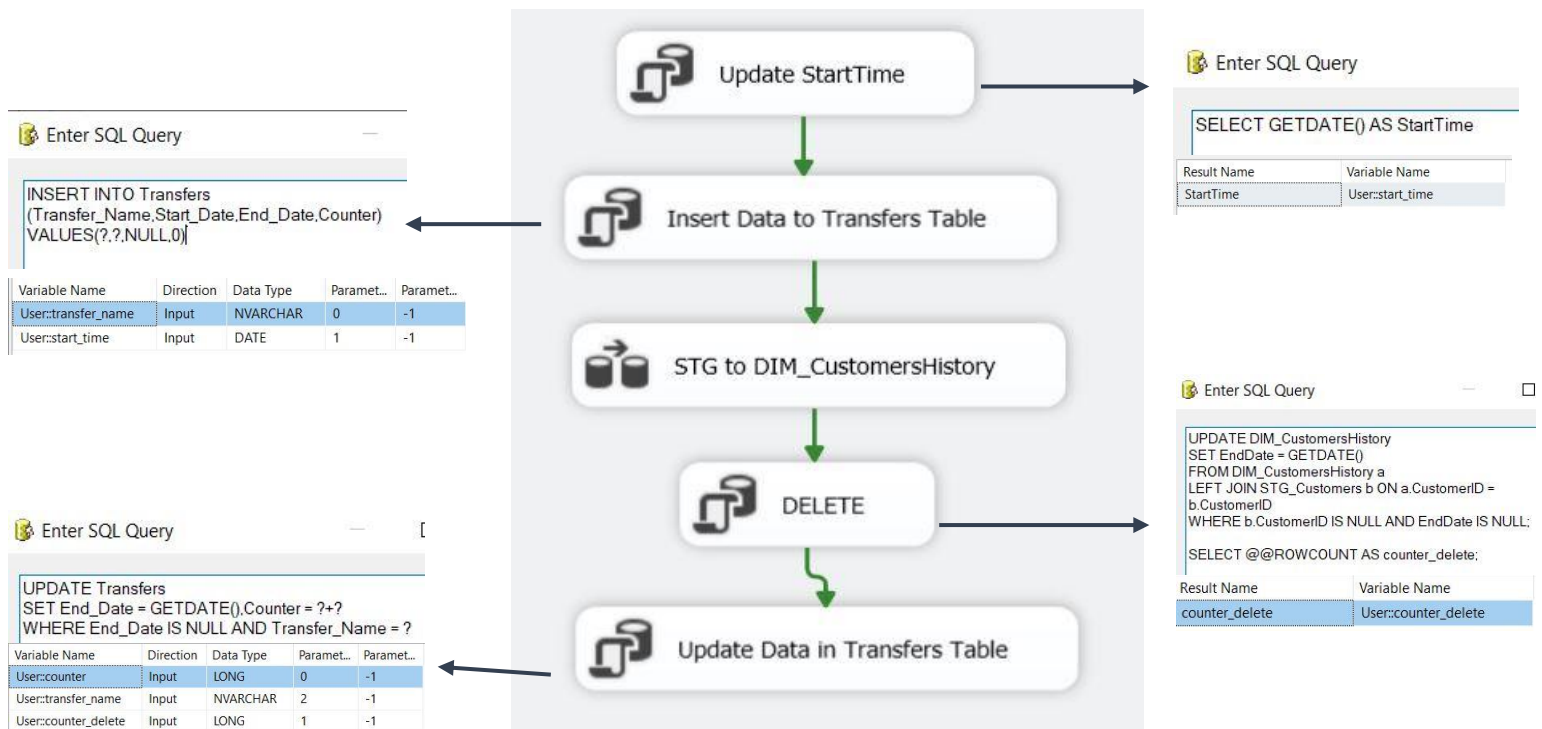 Update StartTime
Enter SQL Query
SELECT GETDATE() AS StartTime
Result Name Variable Name
StartTime User::start_time
Enter SQL Query
INSERT INTO Transfers
(Transfer_Name,Start_Date,End_Date,Counter)
VALUES(?,?,NULL,0)
Variable Name Direction Data Type Paramet... Paramet...
User::transfer_name Input NVARCHAR 0 -1
User::start_time Input DATE 1 -1
Insert Data to Transfers Table
STG to DIM_CustomersHistory
DELETE
Enter SQL Query
UPDATE DIM_CustomersHistory
SET EndDate = GETDATE()
FROM DIM_CustomersHistory a
LEFT JOIN STG_Customers b ON a.CustomerID =
b.CustomerID
WHERE b.CustomerID IS NULL AND EndDate IS NULL;
SELECT @@ROWCOUNT AS counter_delete;
Result Name Variable Name
counter_delete User::counter_delete
Enter SQL Query
UPDATE Transfers
SET End_Date = GETDATE(),Counter = ?+?
WHERE End_Date IS NULL AND Transfer_Name = ?
Variable Name Direction Data Type Paramet... Paramet...
User::counter Input LONG 0 -1
User::transfer_name Input NVARCHAR 2 -1
User::counter_delete Input LONG 1 -1
Update Data in Transfers Table